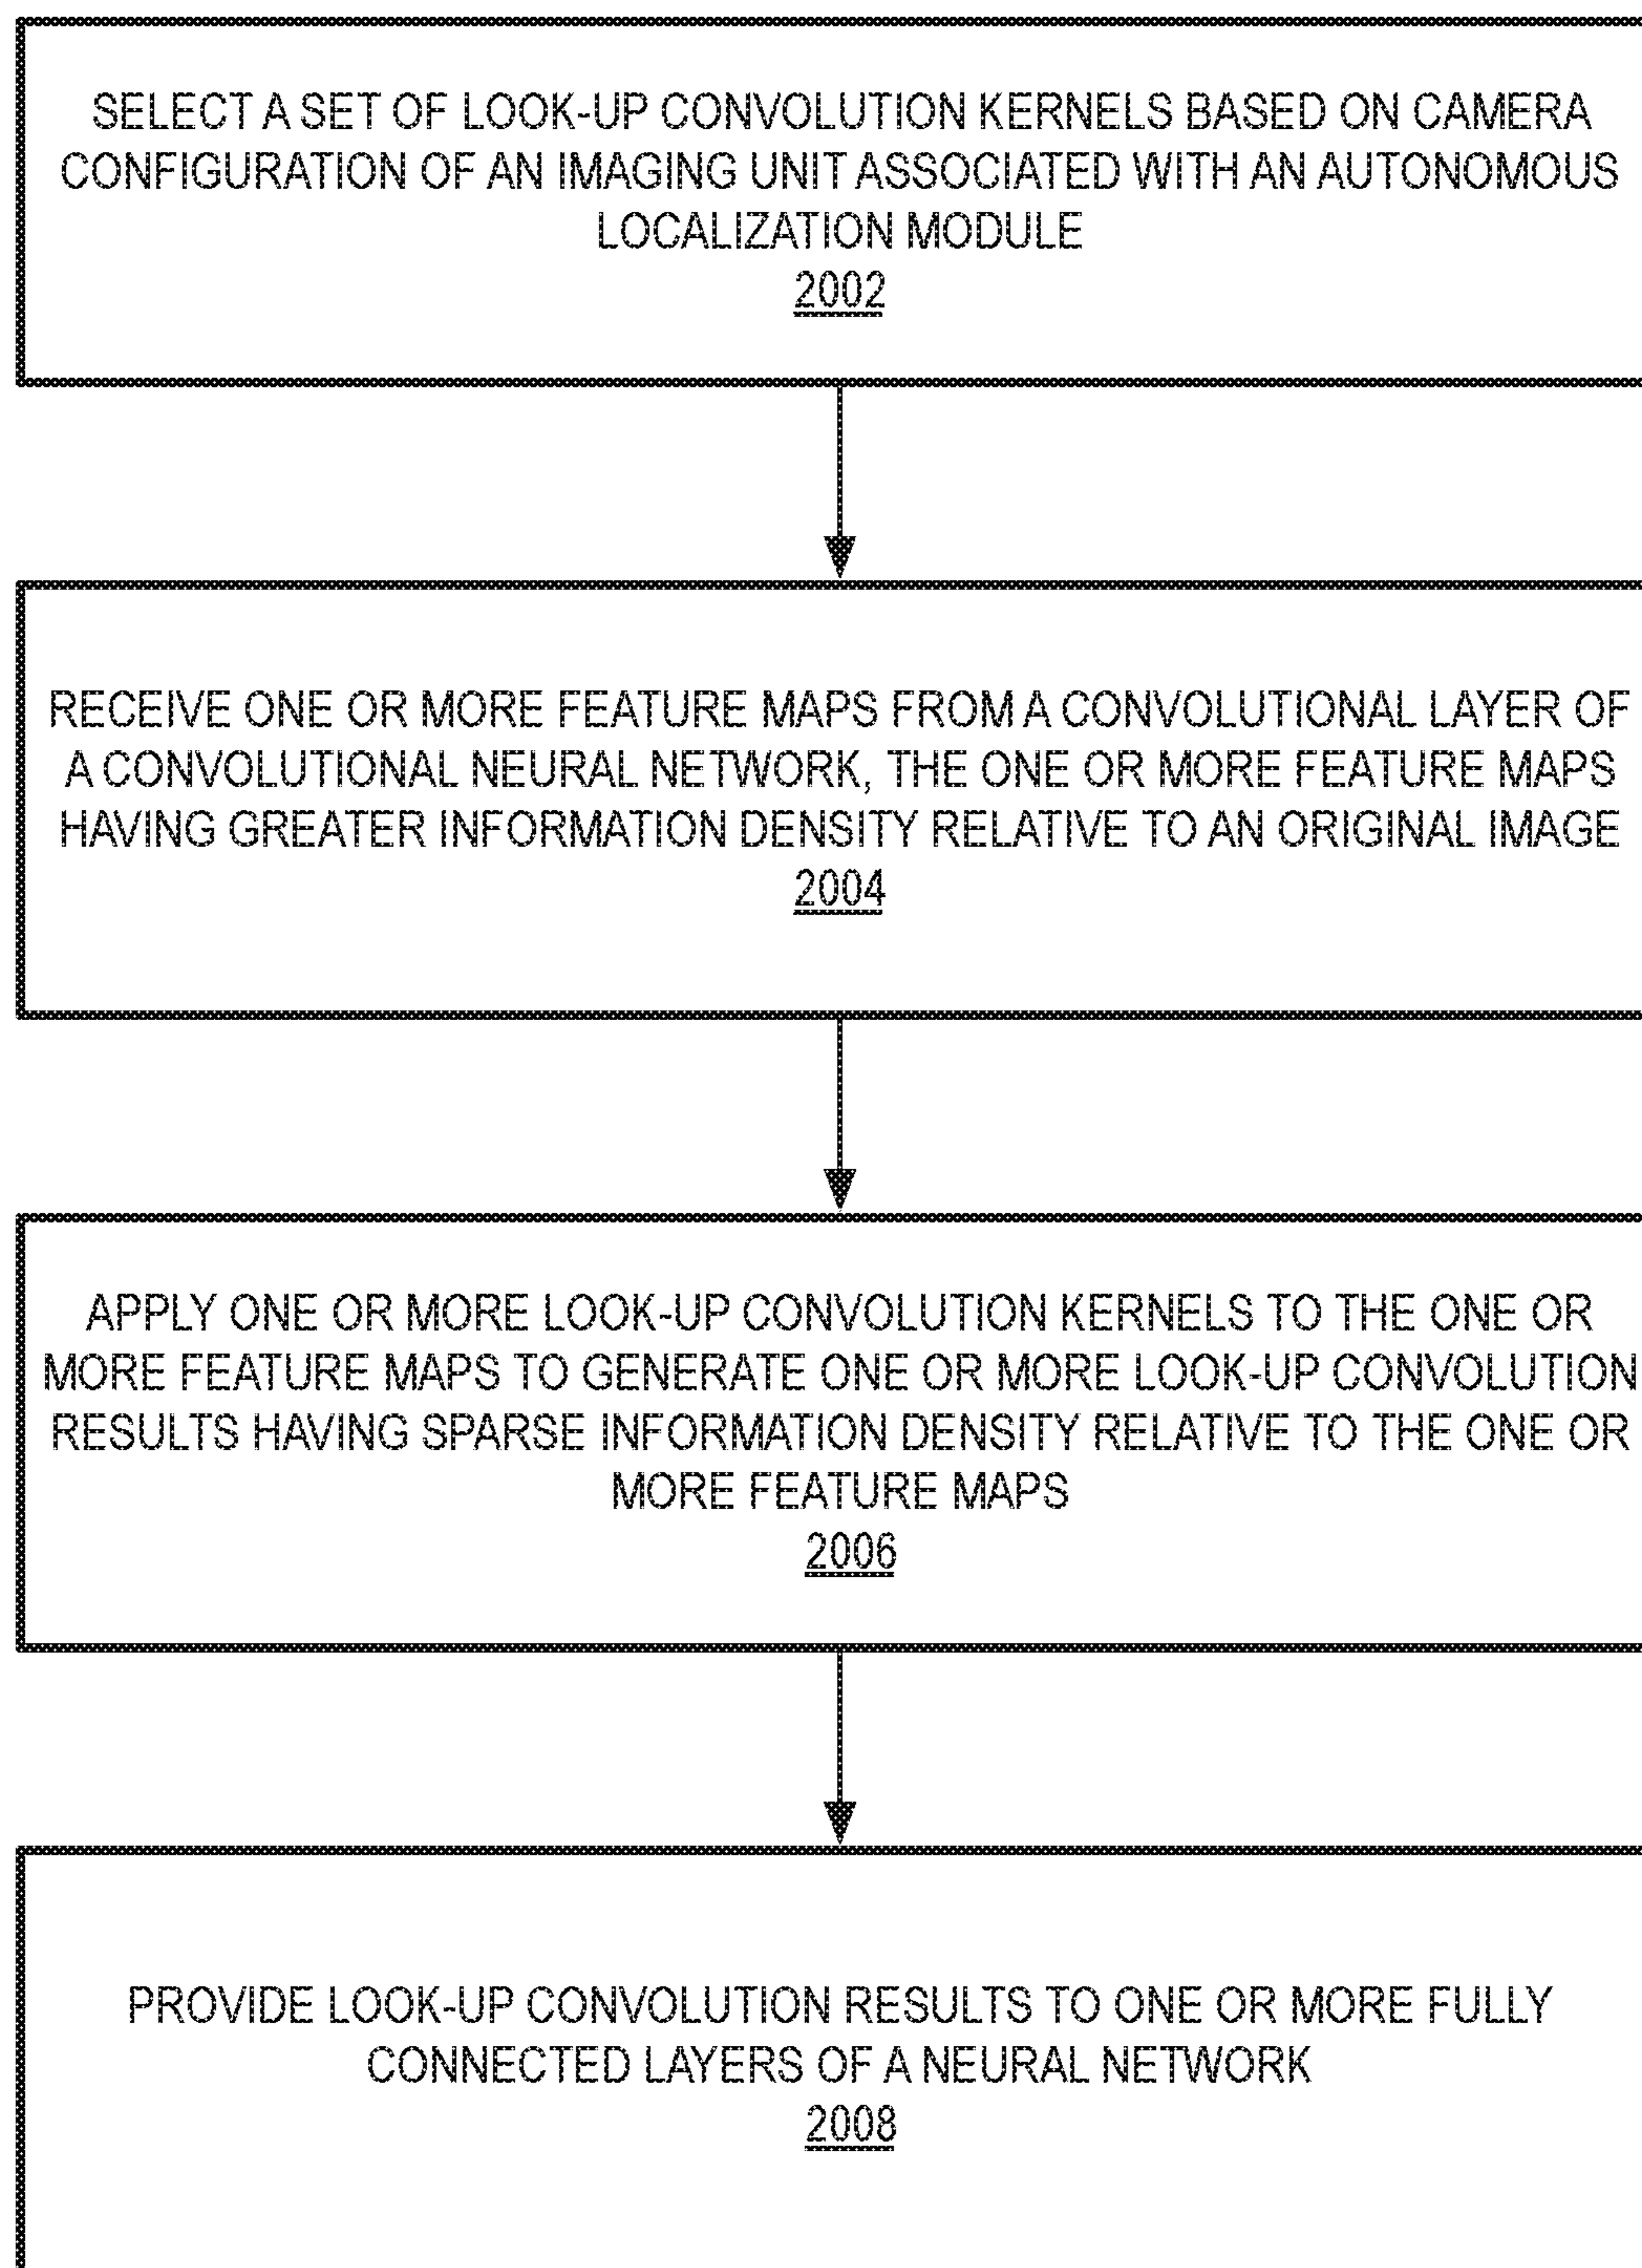 SELECT A SET OF LOOK-UP CONVOLUTION KERNELS BASED ON CAMERA
CONFIGURATION OF AN IMAGING UNIT ASSOCIATED WITH AN AUTONOMOUS
LOCALIZATION MODULE
2002
RECEIVE ONE OR MORE FEATURE MAPS FROM A CONVOLUTIONAL LAYER OF
A CONVOLUTIONAL NEURAL NETWORK, THE ONE OR MORE FEATURE MAPS
HAVING GREATER INFORMATION DENSITY RELATIVE TO AN ORIGINAL IMAGE
2004
APPLY ONE OR MORE LOOK-UP CONVOLUTION KERNELS TO THE ONE OR
MORE FEATURE MAPS TO GENERATE ONE OR MORE LOOK-UP CONVOLUTION
RESULTS HAVING SPARSE INFORMATION DENSITY RELATIVE TO THE ONE OR
MORE FEATURE MAPS
2006
PROVIDE LOOK-UP CONVOLUTION RESULTS TO ONE OR MORE FULLY
CONNECTED LAYERS OF A NEURAL NETWORK
2008